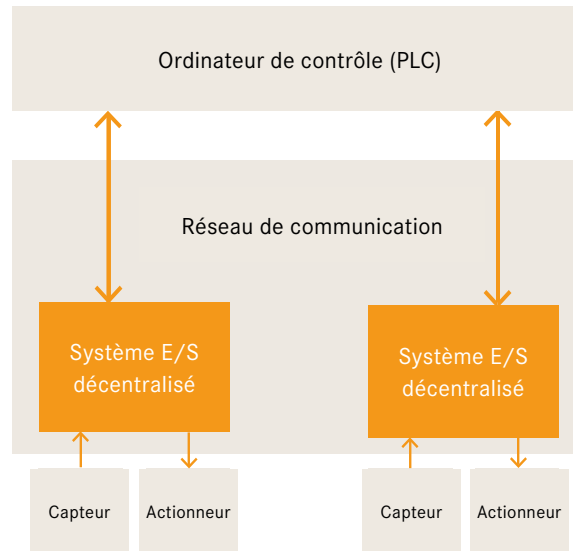 Ordinateur de contrôle (PLC)
Réseau de communication
Système E/S
décentralisé
Système E/S
décentralisé
Capteur
Actionneur
Capteur
Actionneur